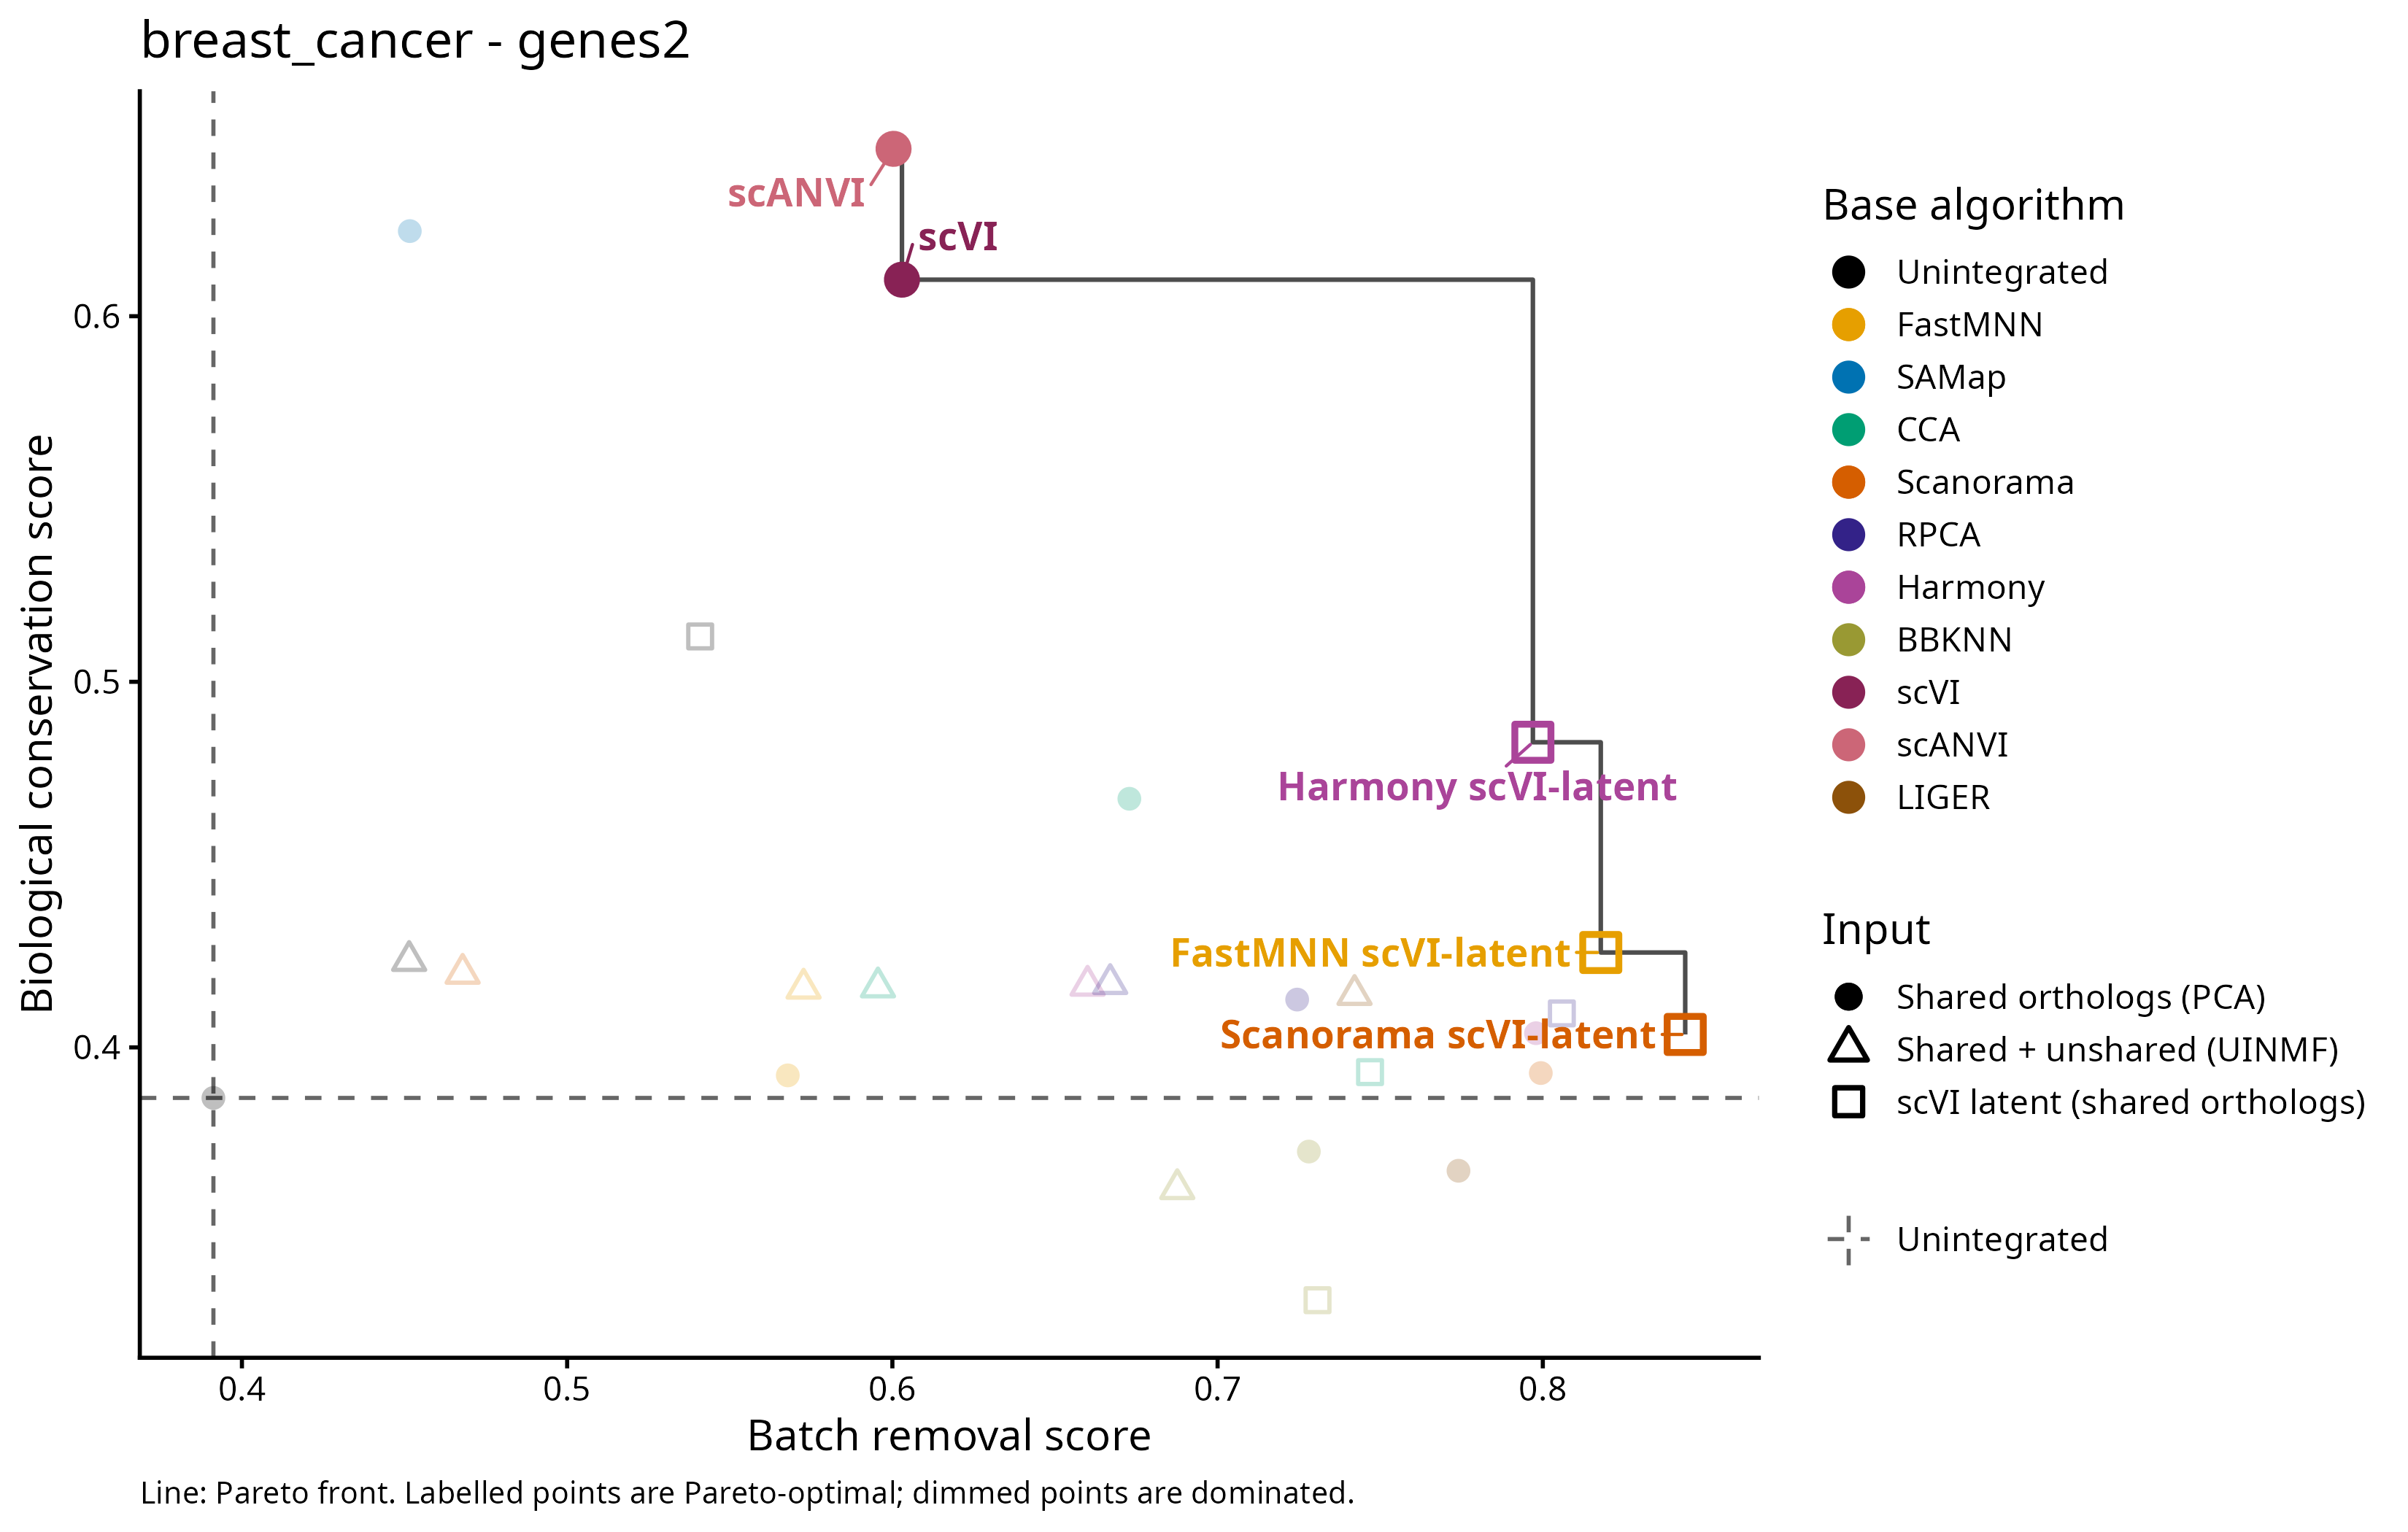 breast_cancer - genes2
Biological conservation score
0.6
0.5
0.4
scANVI
scVI
Harmony scVI-latent
FastMNN scVI-latent
Scanorama scVI-latent
0.4
0.5
0.6
0.7
0.8
Batch removal score
Line: Pareto front. Labelled points are Pareto-optimal; dimmed points are dominated.
Base algorithm
Unintegrated
FastMNN
SAMap
CCA
Scanorama
RPCA
Harmony
BBKNN
scVI
scANVI
LIGER
Input
Shared orthologs (PCA)
Shared + unshared (UINMF)
scVI latent (shared orthologs)
Unintegrated